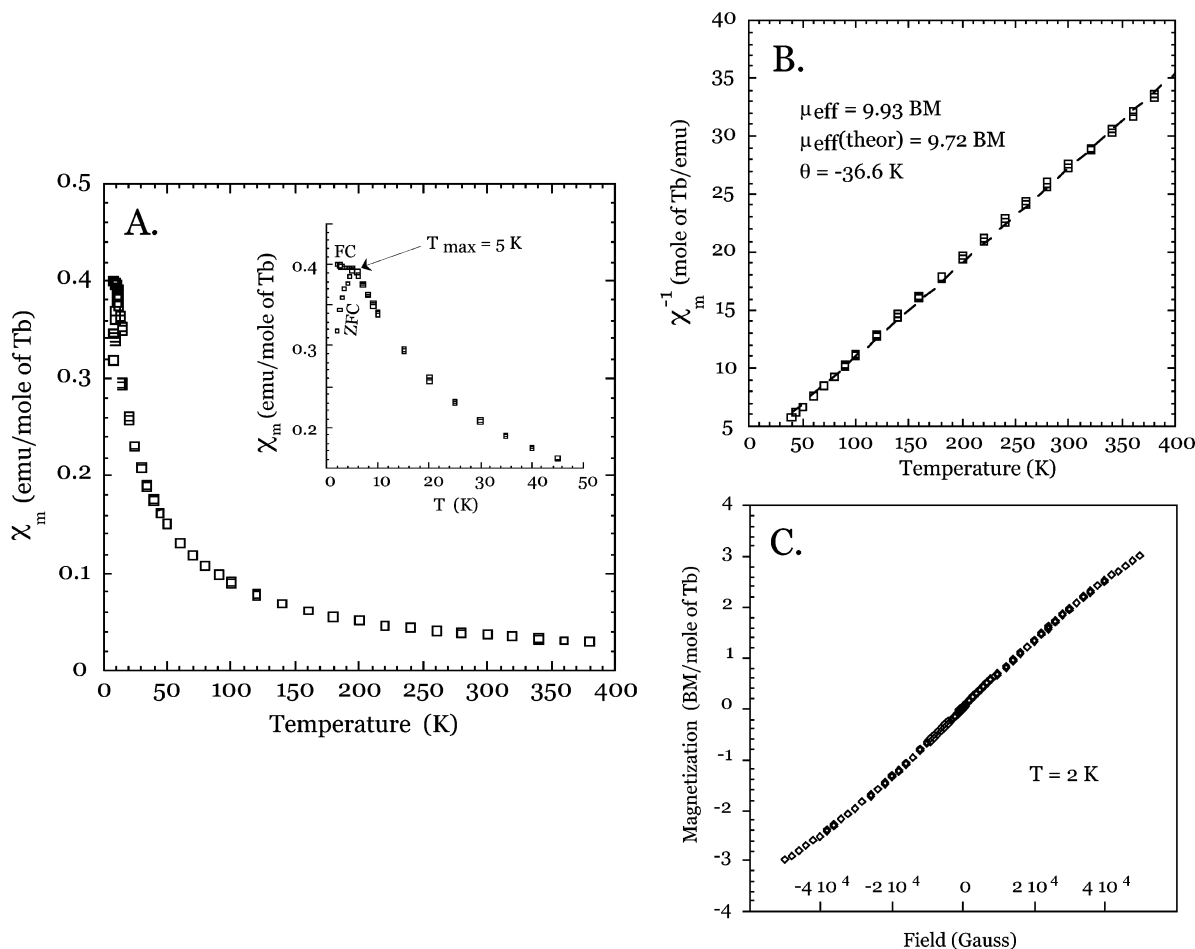 A.
χm (emu/mole of Tb)
0.5
0.4
0.3
0.2
0.1
0
0 50 100 150 200 250 300 350 400
Temperature (K)
FC
ZFC
T max = 5 K
χm (emu/mole of Tb)
0.4
0.3
0.2
0 10 20 30 40 50
T (K)
B.
μeff = 9.93 BM
μeff(theor) = 9.72 BM
θ = -36.6 K
χm-1 (mole of Tb/emu)
40
35
30
25
20
15
10
5
0 50 100 150 200 250 300 350 400
Temperature (K)
C.
T = 2 K
Magnetization (BM/mole of Tb)
4
3
2
1
0
-1
-2
-3
-4
-4 10 4 -2 10 4 0 2 10 4 4 10 4
Field (Gauss)